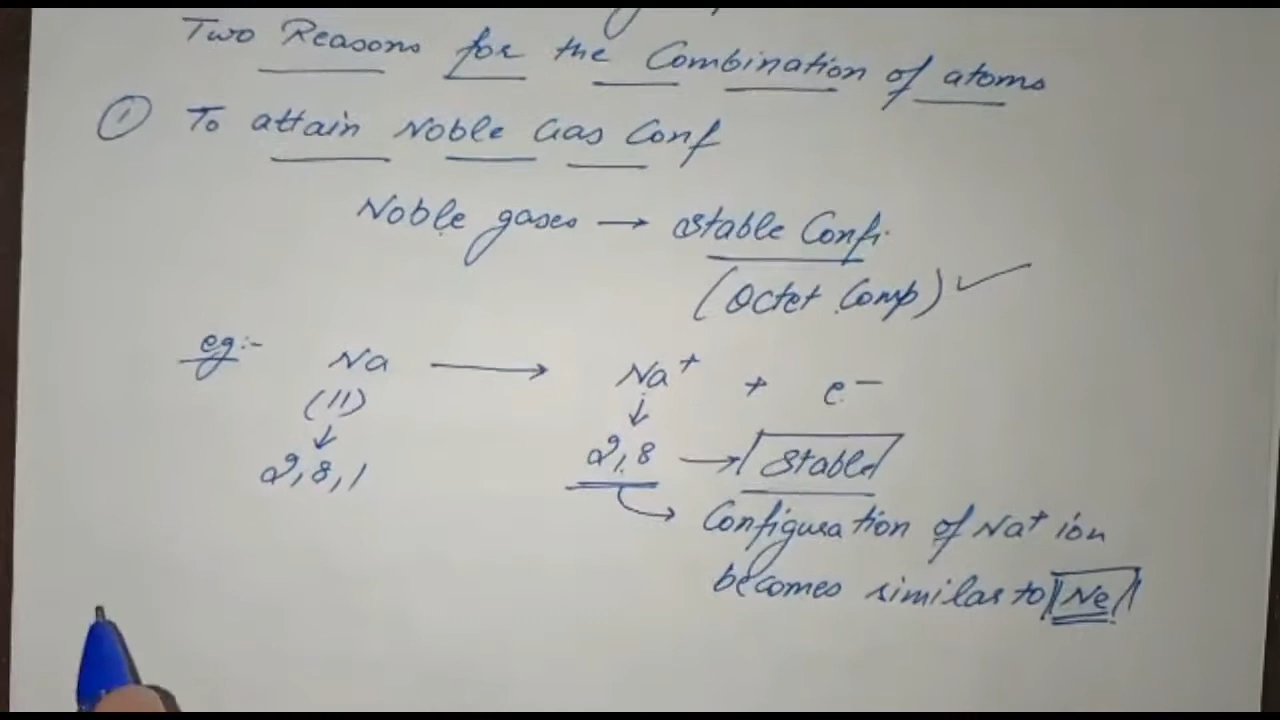 Two Reasons for the Combination of atoms
① To attain Noble Gas Conf
Noble gases → Stable Confi.
(Octet Comp) ✓
eg:- Na → Na⁺ + e⁻
(11) ↓
↓ 2,8 → Stable
2,8,1
Configuration of Na⁺ ion
becomes similar to Ne